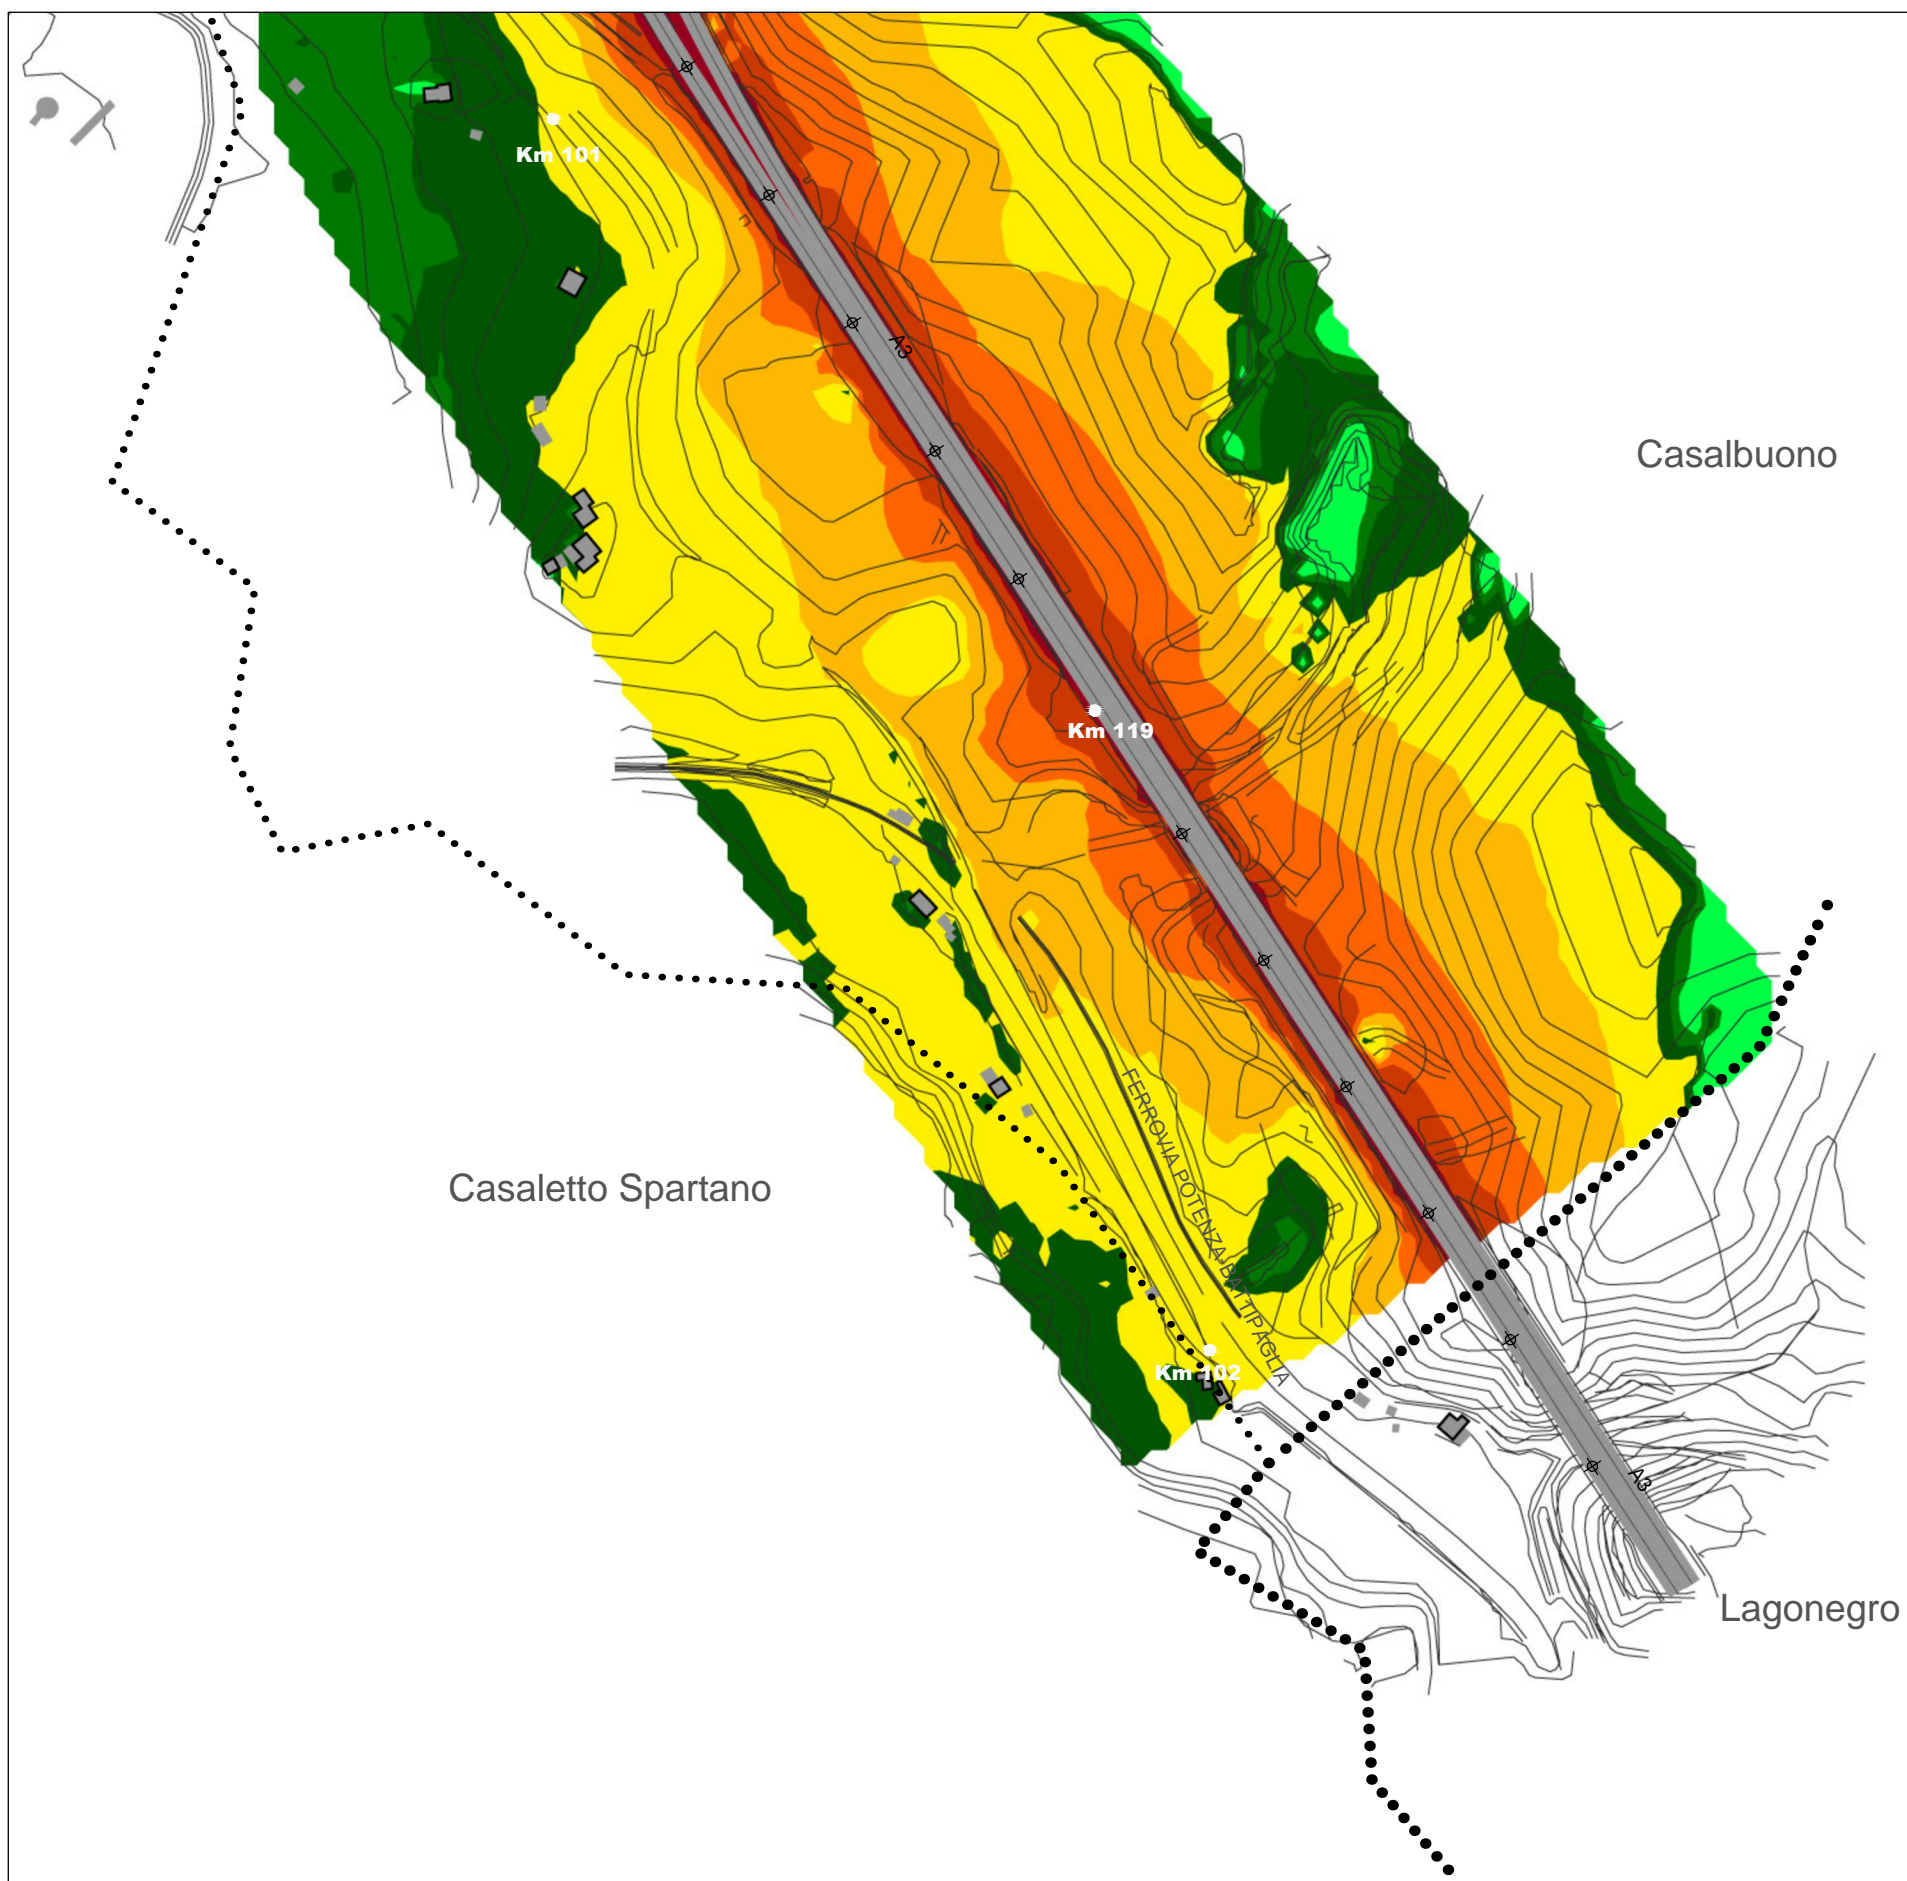 Km 101
A3
Casalbuono
Km 119
FERROVIA POTENZA-BATTIPAGLIA
Casaletto Spartano
Km 102
A3
Lagonegro